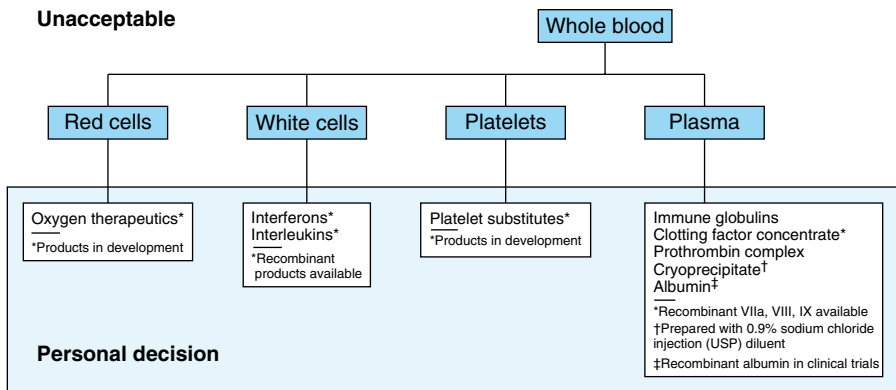 Unacceptable
Whole blood
Red cells
White cells
Platelets
Plasma
Oxygen therapeutics*
*Products in development
Interferons*
Interleukins*
*Recombinant
products available
Platelet substitutes*
*Products in development
Immune globulins
Clotting factor concentrate*
Prothrombin complex
Cryoprecipitate†
Albumin‡
*Recombinant VIIa, VIII, IX available
†Prepared with 0.9% sodium chloride
injection (USP) diluent
‡Recombinant albumin in clinical trials
Personal decision